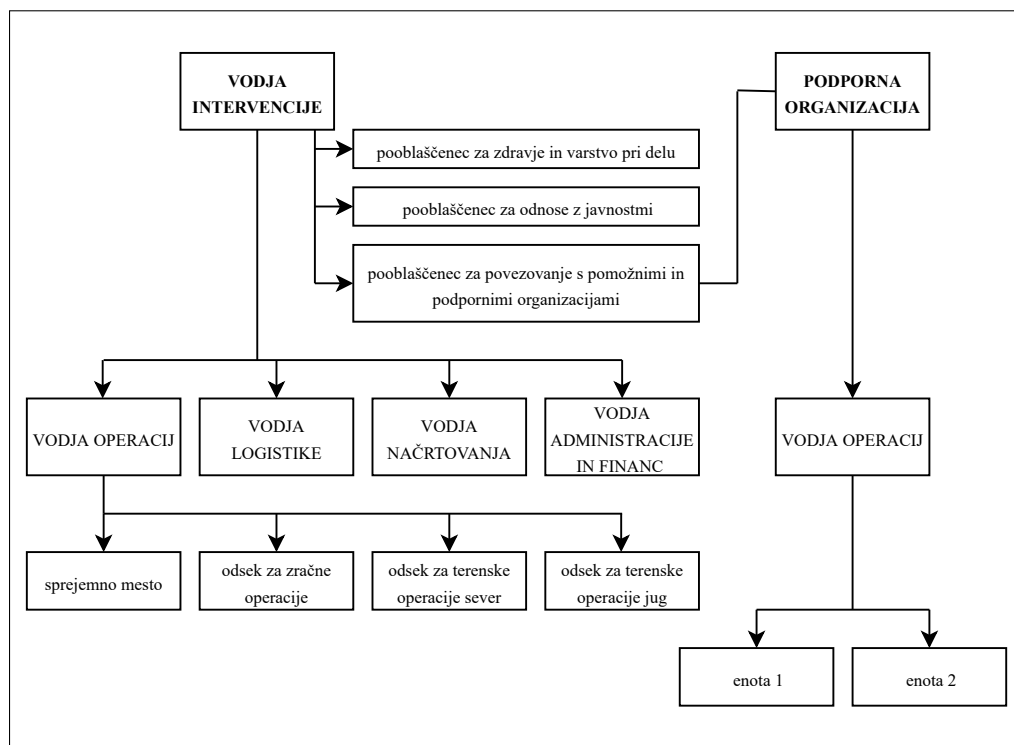 VODJA
INTERVENCIJE
PODPORNA
ORGANIZACIJA
pooblaščenec za zdravje in varstvo pri delu
pooblaščenec za odnose z javnostmi
pooblaščenec za povezovanje s pomožnimi in
podpornimi organizacijami
VODJA OPERACIJ
VODJA
LOGISTIKE
VODJA
NAČRTOVANJA
VODJA
ADMINISTRACIJE
IN FINANC
VODJA OPERACIJ
sprejemno mesto
odsek za zračne
operacije
odsek za terenske
operacije sever
odsek za terenske
operacije jug
enota 1
enota 2